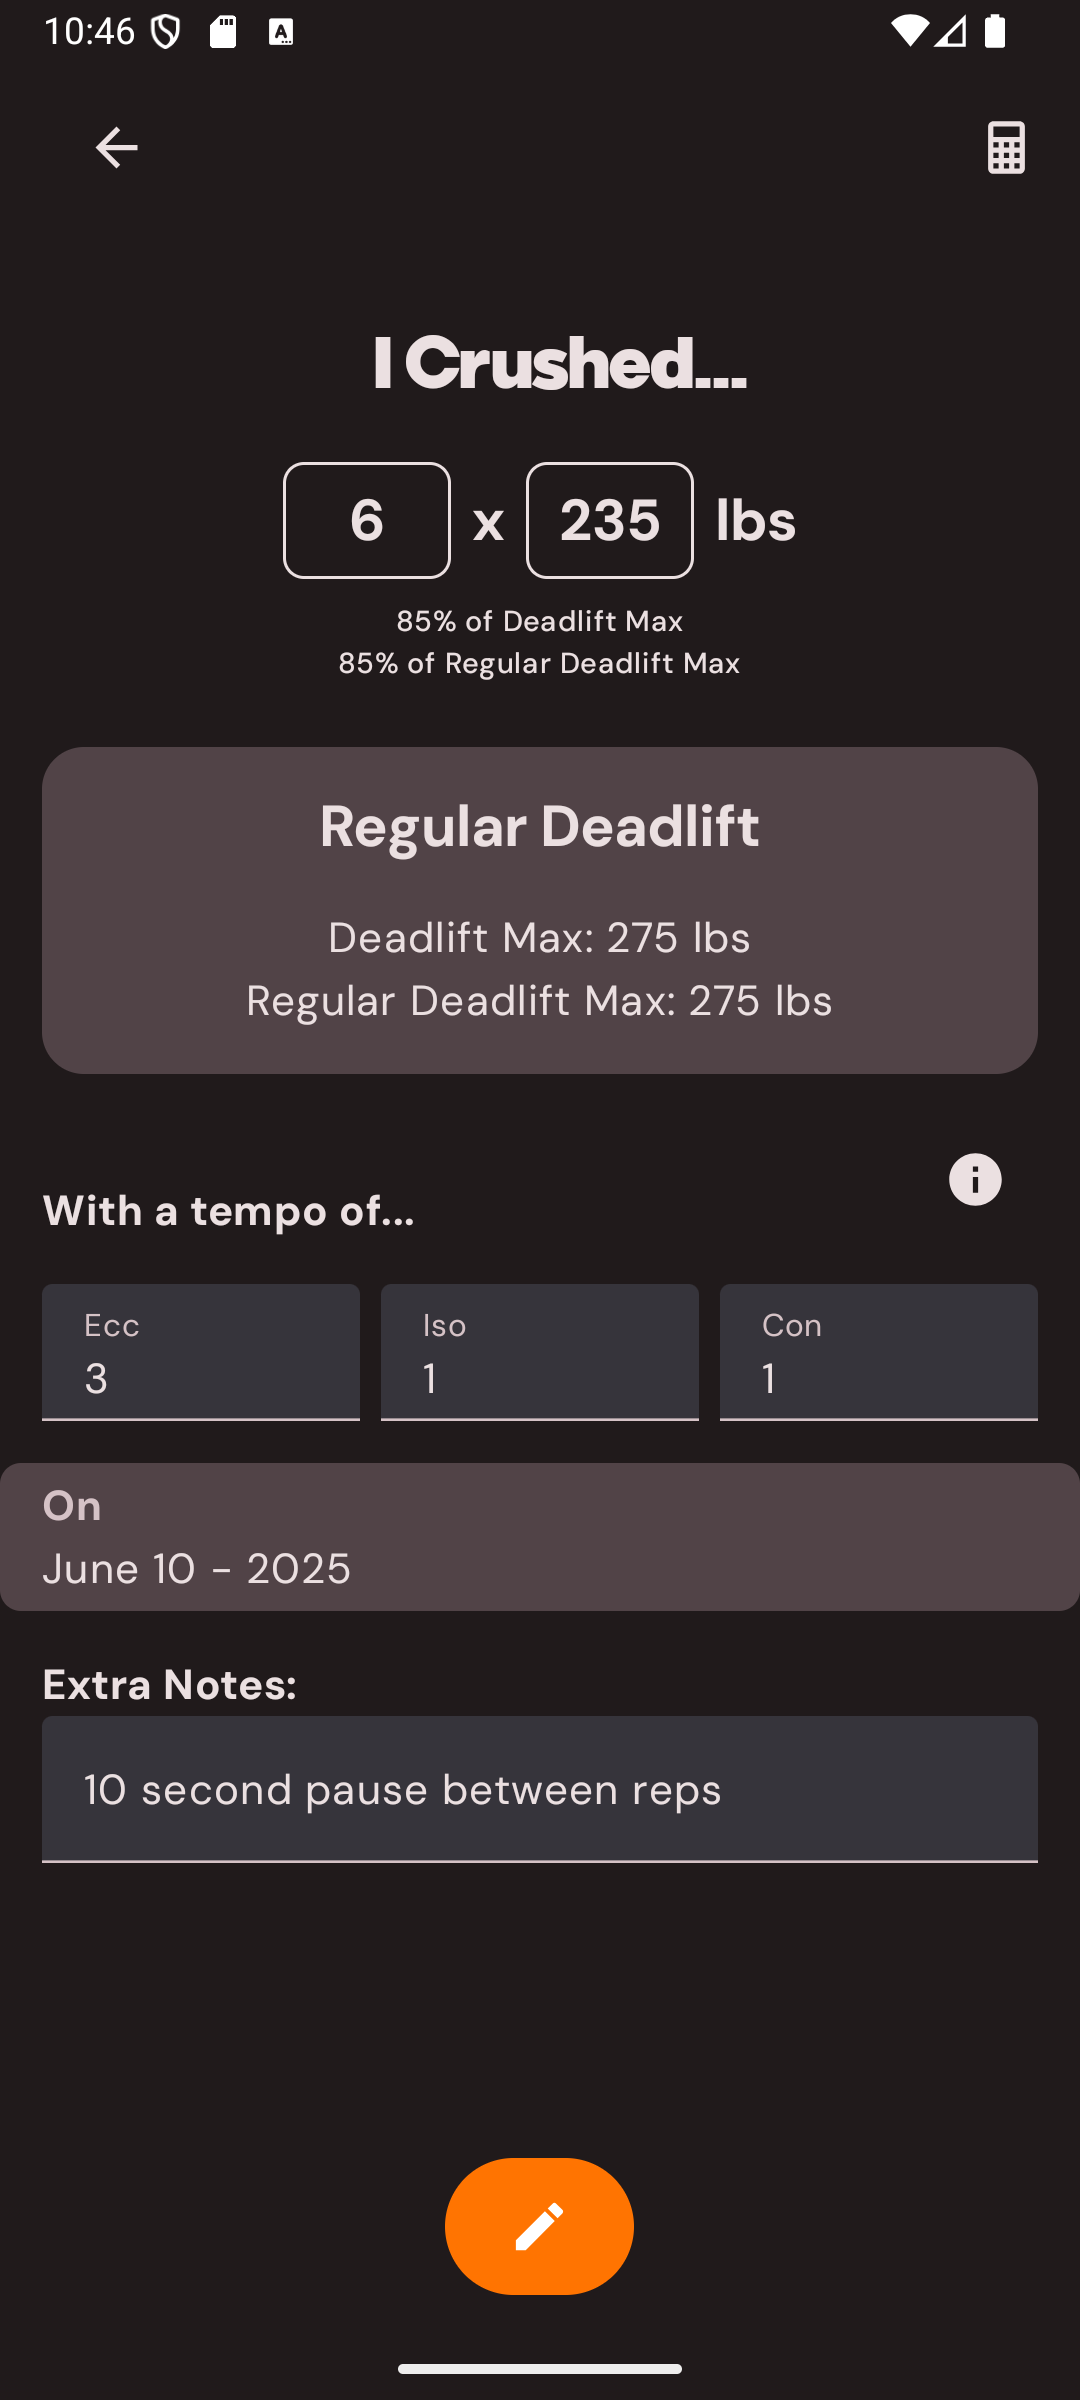 10:46
I Crushed...
6 x 235 lbs
85% of Deadlift Max
85% of Regular Deadlift Max
Regular Deadlift
Deadlift Max: 275 lbs
Regular Deadlift Max: 275 lbs
With a tempo of...
Ecc Iso Con
3 1 1
On
June 10 - 2025
Extra Notes:
10 second pause between reps